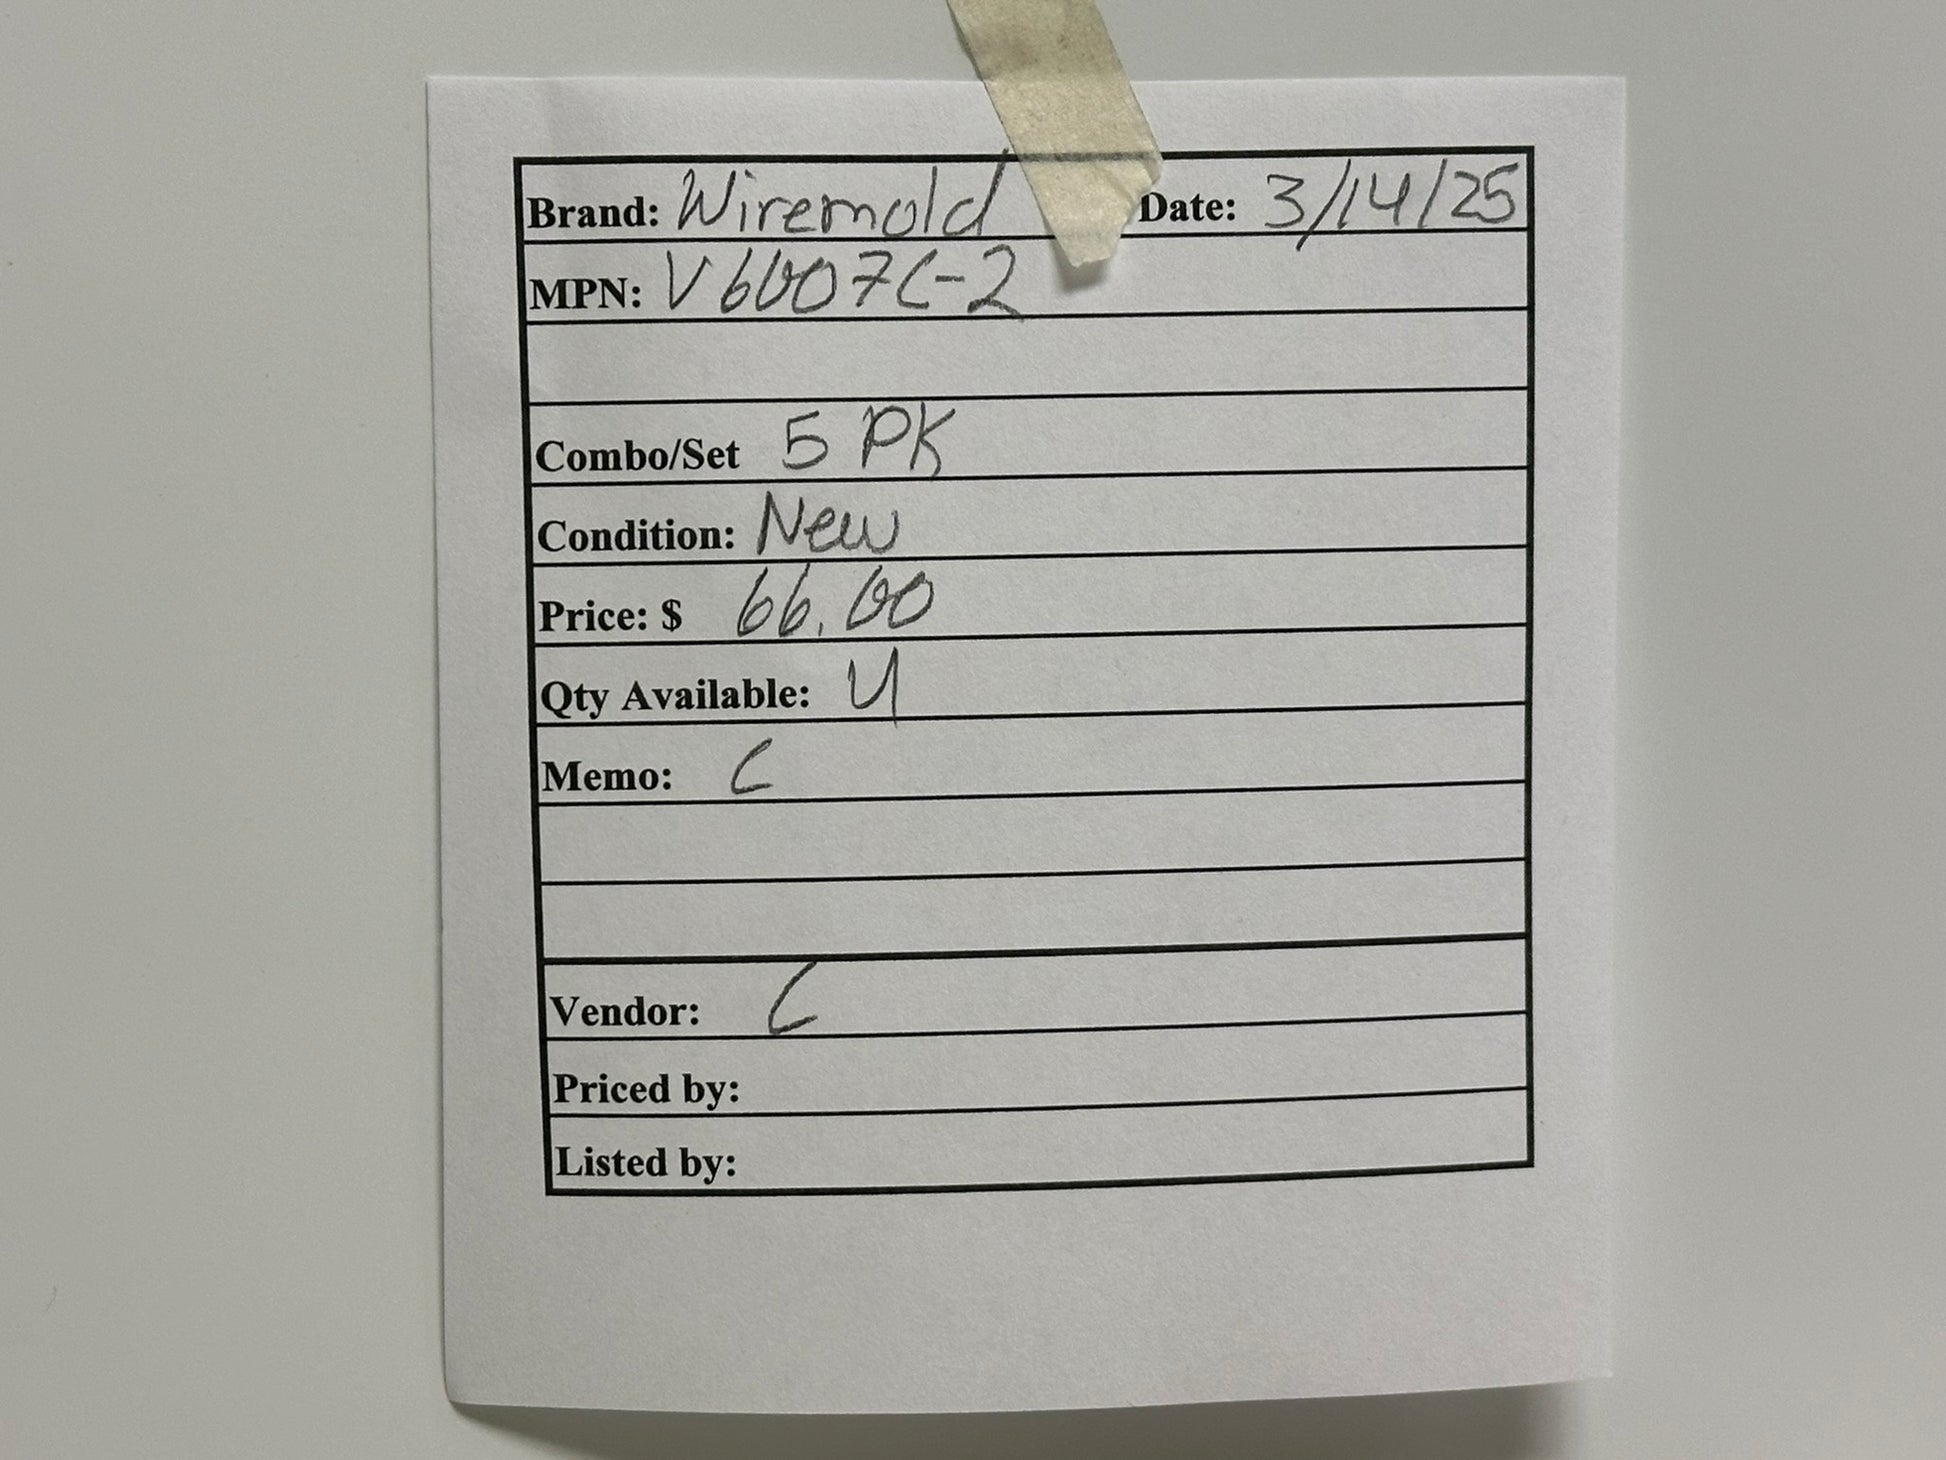 Brand: Wiremold Date: 3/14/25
MPN: V6007C-2
Combo/Set 5 PK
Condition: New
Price: $ 66.00
Qty Available: 4
Memo: C
Vendor: C
Priced by:
Listed by: